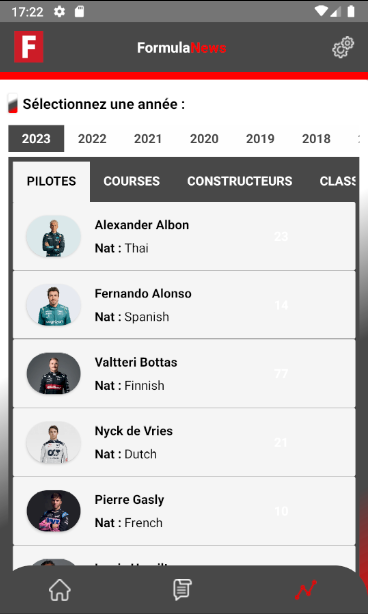 17:22
F
FormulaNews
Sélectionnez une année :
2023 2022 2021 2020 2019 2018
PILOTES COURSES CONSTRUCTEURS CLASS
Alexander Albon
23
Nat : Thai
Fernando Alonso
14
Nat : Spanish
Valtteri Bottas
77
Nat : Finnish
Nyck de Vries
21
Nat : Dutch
Pierre Gasly
10
Nat : French